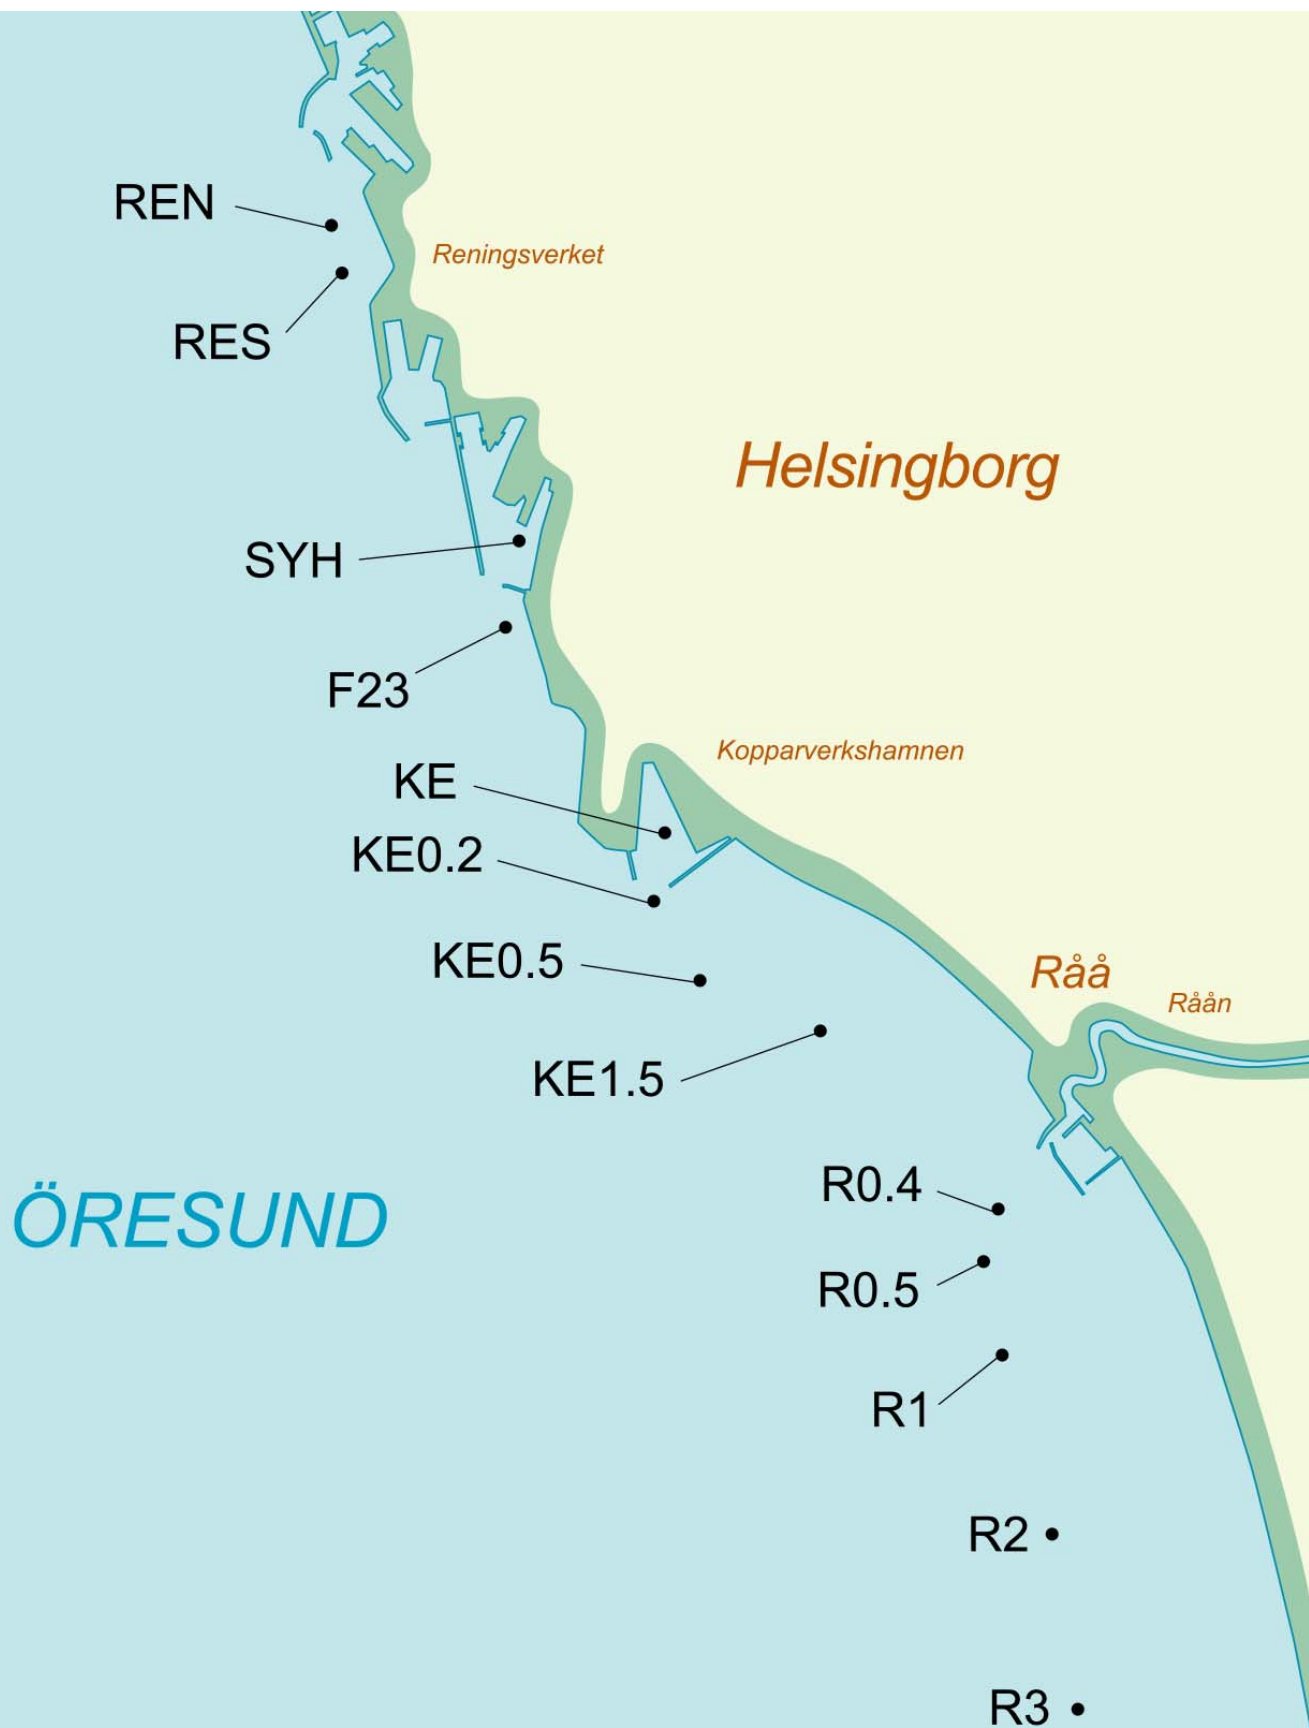 REN
Reningsverket
RES
Helsingborg
SYH
F23
Kopparverkshamnen
KE
KE0.2
KE0.5
Råå
Råån
KE1.5
R0.4
ÖRESUND
R0.5
R1
R2
R3